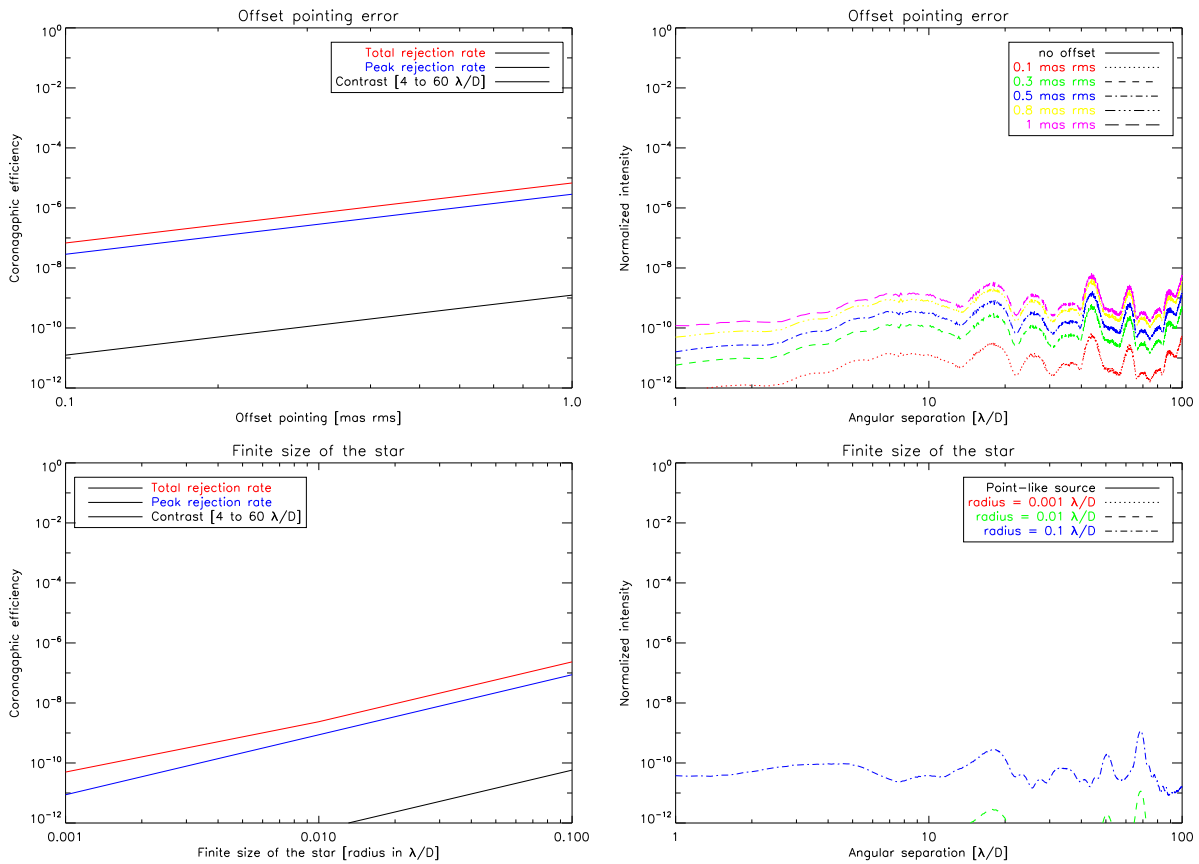 Offset pointing error
10^0
10^-2
10^-4
10^-6
10^-8
10^-10
10^-12
Coronagaphic efficiency
Total rejection rate
Peak rejection rate
Contrast [4 to 60 λ/D]
0.1
1.0
Offset pointing [mas rms]
Offset pointing error
10^0
10^-2
10^-4
10^-6
10^-8
10^-10
10^-12
Normalized intensity
no offset
0.1 mas rms
0.3 mas rms
0.5 mas rms
0.8 mas rms
1 mas rms
1
10
100
Angular separation [λ/D]
Finite size of the star
10^0
10^-2
10^-4
10^-6
10^-8
10^-10
10^-12
Coronagaphic efficiency
Total rejection rate
Peak rejection rate
Contrast [4 to 60 λ/D]
0.001
0.010
0.100
Finite size of the star [radius in λ/D]
Finite size of the star
10^0
10^-2
10^-4
10^-6
10^-8
10^-10
10^-12
Normalized intensity
Point-like source
radius = 0.001 λ/D
radius = 0.01 λ/D
radius = 0.1 λ/D
1
10
100
Angular separation [λ/D]